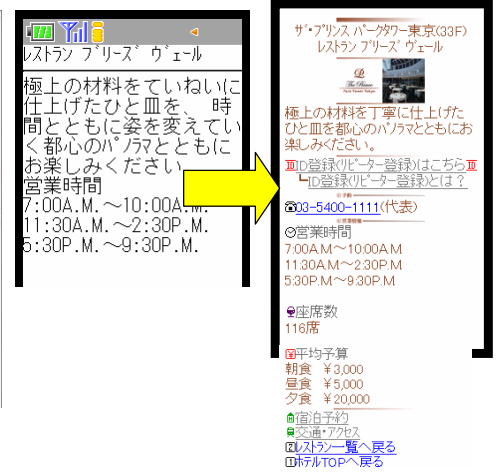 ﾚｽﾄﾗﾝ ﾌﾞﾘｰｽﾞ ｳﾞｪｰﾙ
極上の材料をていねいに
仕上げたひと皿を、 時
間とともに姿を変えてい
く都心のﾊﾟﾉﾗﾏとともに
お楽しみください
営業時間
7:00A.M.～10:00A.M.
11:30A.M.～2:30P.M.
5:30P.M.～9:30P.M.
ｻﾞ･ﾌﾟﾘﾝｽ ﾊﾟｰｸﾀﾜｰ東京(33F)
ﾚｽﾄﾗﾝ ﾌﾞﾘｰｽﾞ ｳﾞｪｰﾙ
The Prince
Park Tower Tokyo
極上の材料を丁寧に仕上げた
ひと皿を都心のﾊﾟﾉﾗﾏとともにお
楽しみください。
ID登録(ﾘﾋﾟｰﾀｰ登録)はこちら
ID登録(ﾘﾋﾟｰﾀｰ登録)とは？
03-5400-1111(代表)
営業時間
7:00A.M～10:00A.M
11:30A.M～2:30P.M
5:30P.M～9:30P.M
座席数
116席
平均予算
朝食 ￥3,000
昼食 ￥5,000
夕食 ￥20,000
宿泊予約
交通･ｱｸｾｽ
2ﾚｽﾄﾗﾝ一覧へ戻る
0ﾎﾃﾙTOPへ戻る